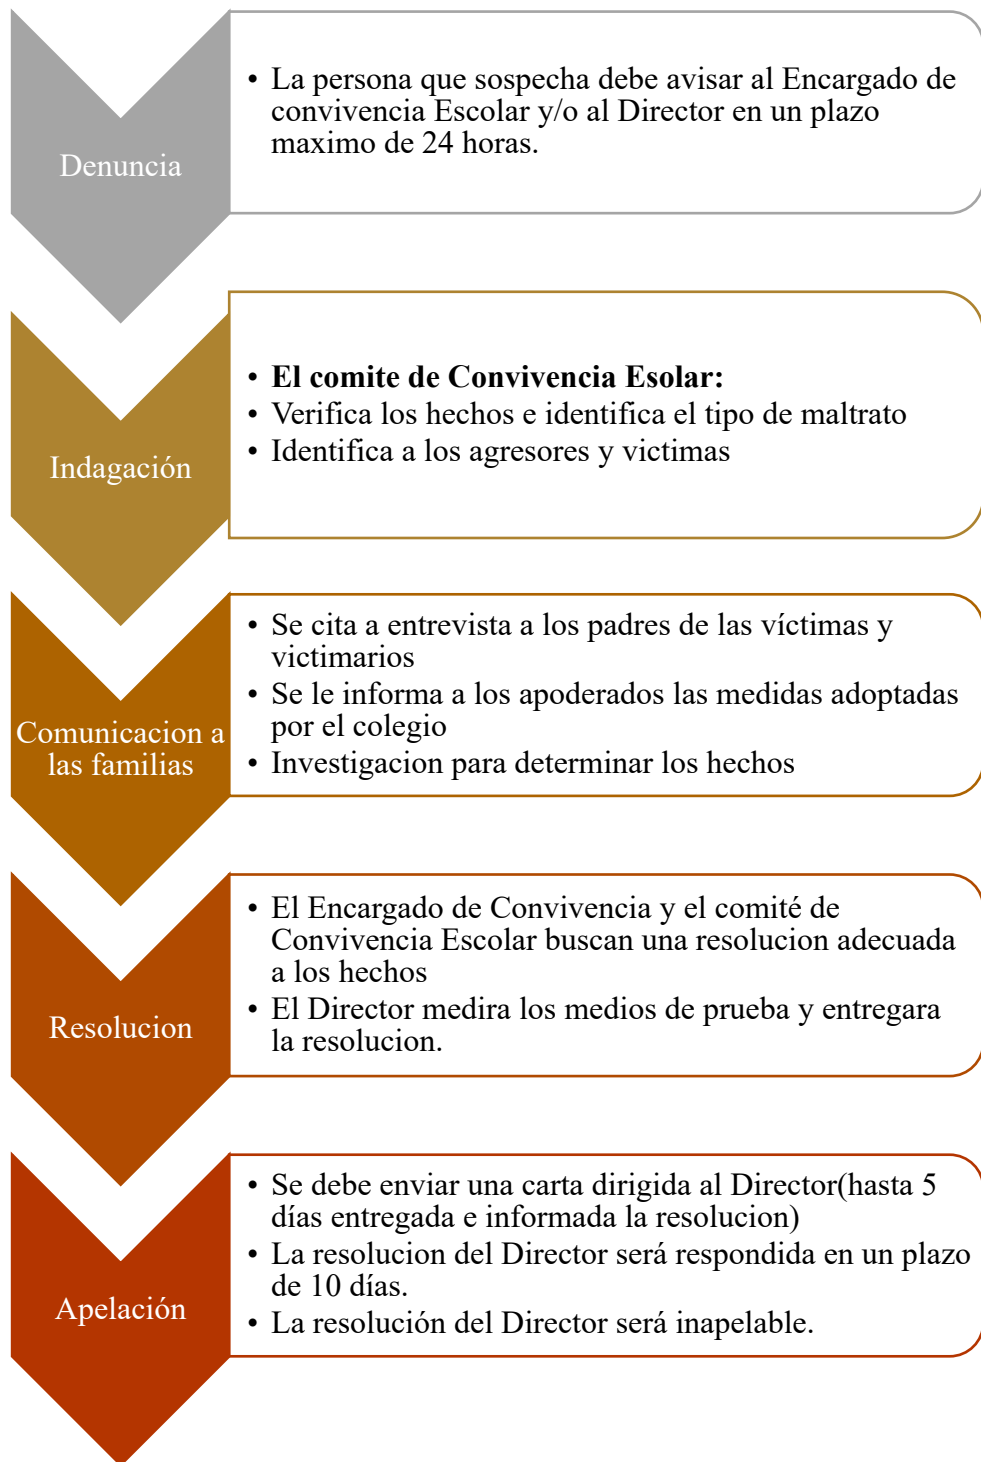 Denuncia
• La persona que sospecha debe avisar al Encargado de
convivencia Escolar y/o al Director en un plazo
maximo de 24 horas.
Indagación
• El comite de Convivencia Esolar:
• Verifica los hechos e identifica el tipo de maltrato
• Identifica a los agresores y victimas
Comunicacion a
las familias
• Se cita a entrevista a los padres de las víctimas y
victimarios
• Se le informa a los apoderados las medidas adoptadas
por el colegio
• Investigacion para determinar los hechos
Resolucion
• El Encargado de Convivencia y el comité de
Convivencia Escolar buscan una resolucion adecuada
a los hechos
• El Director medira los medios de prueba y entregara
la resolucion.
Apelación
• Se debe enviar una carta dirigida al Director(hasta 5
días entregada e informada la resolucion)
• La resolucion del Director será respondida en un plazo
de 10 días.
• La resolución del Director será inapelable.